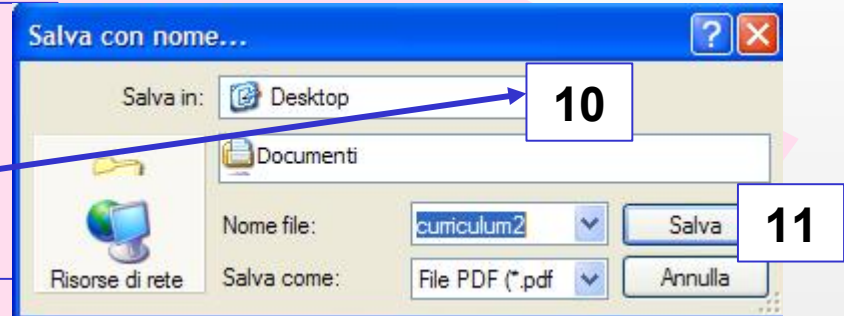 Salva con nome...
Salva in: Desktop 10
Documenti
Nome file: curriculum2 Salva 11
Risorse di rete Salva come: File PDF (*.pdf Annulla